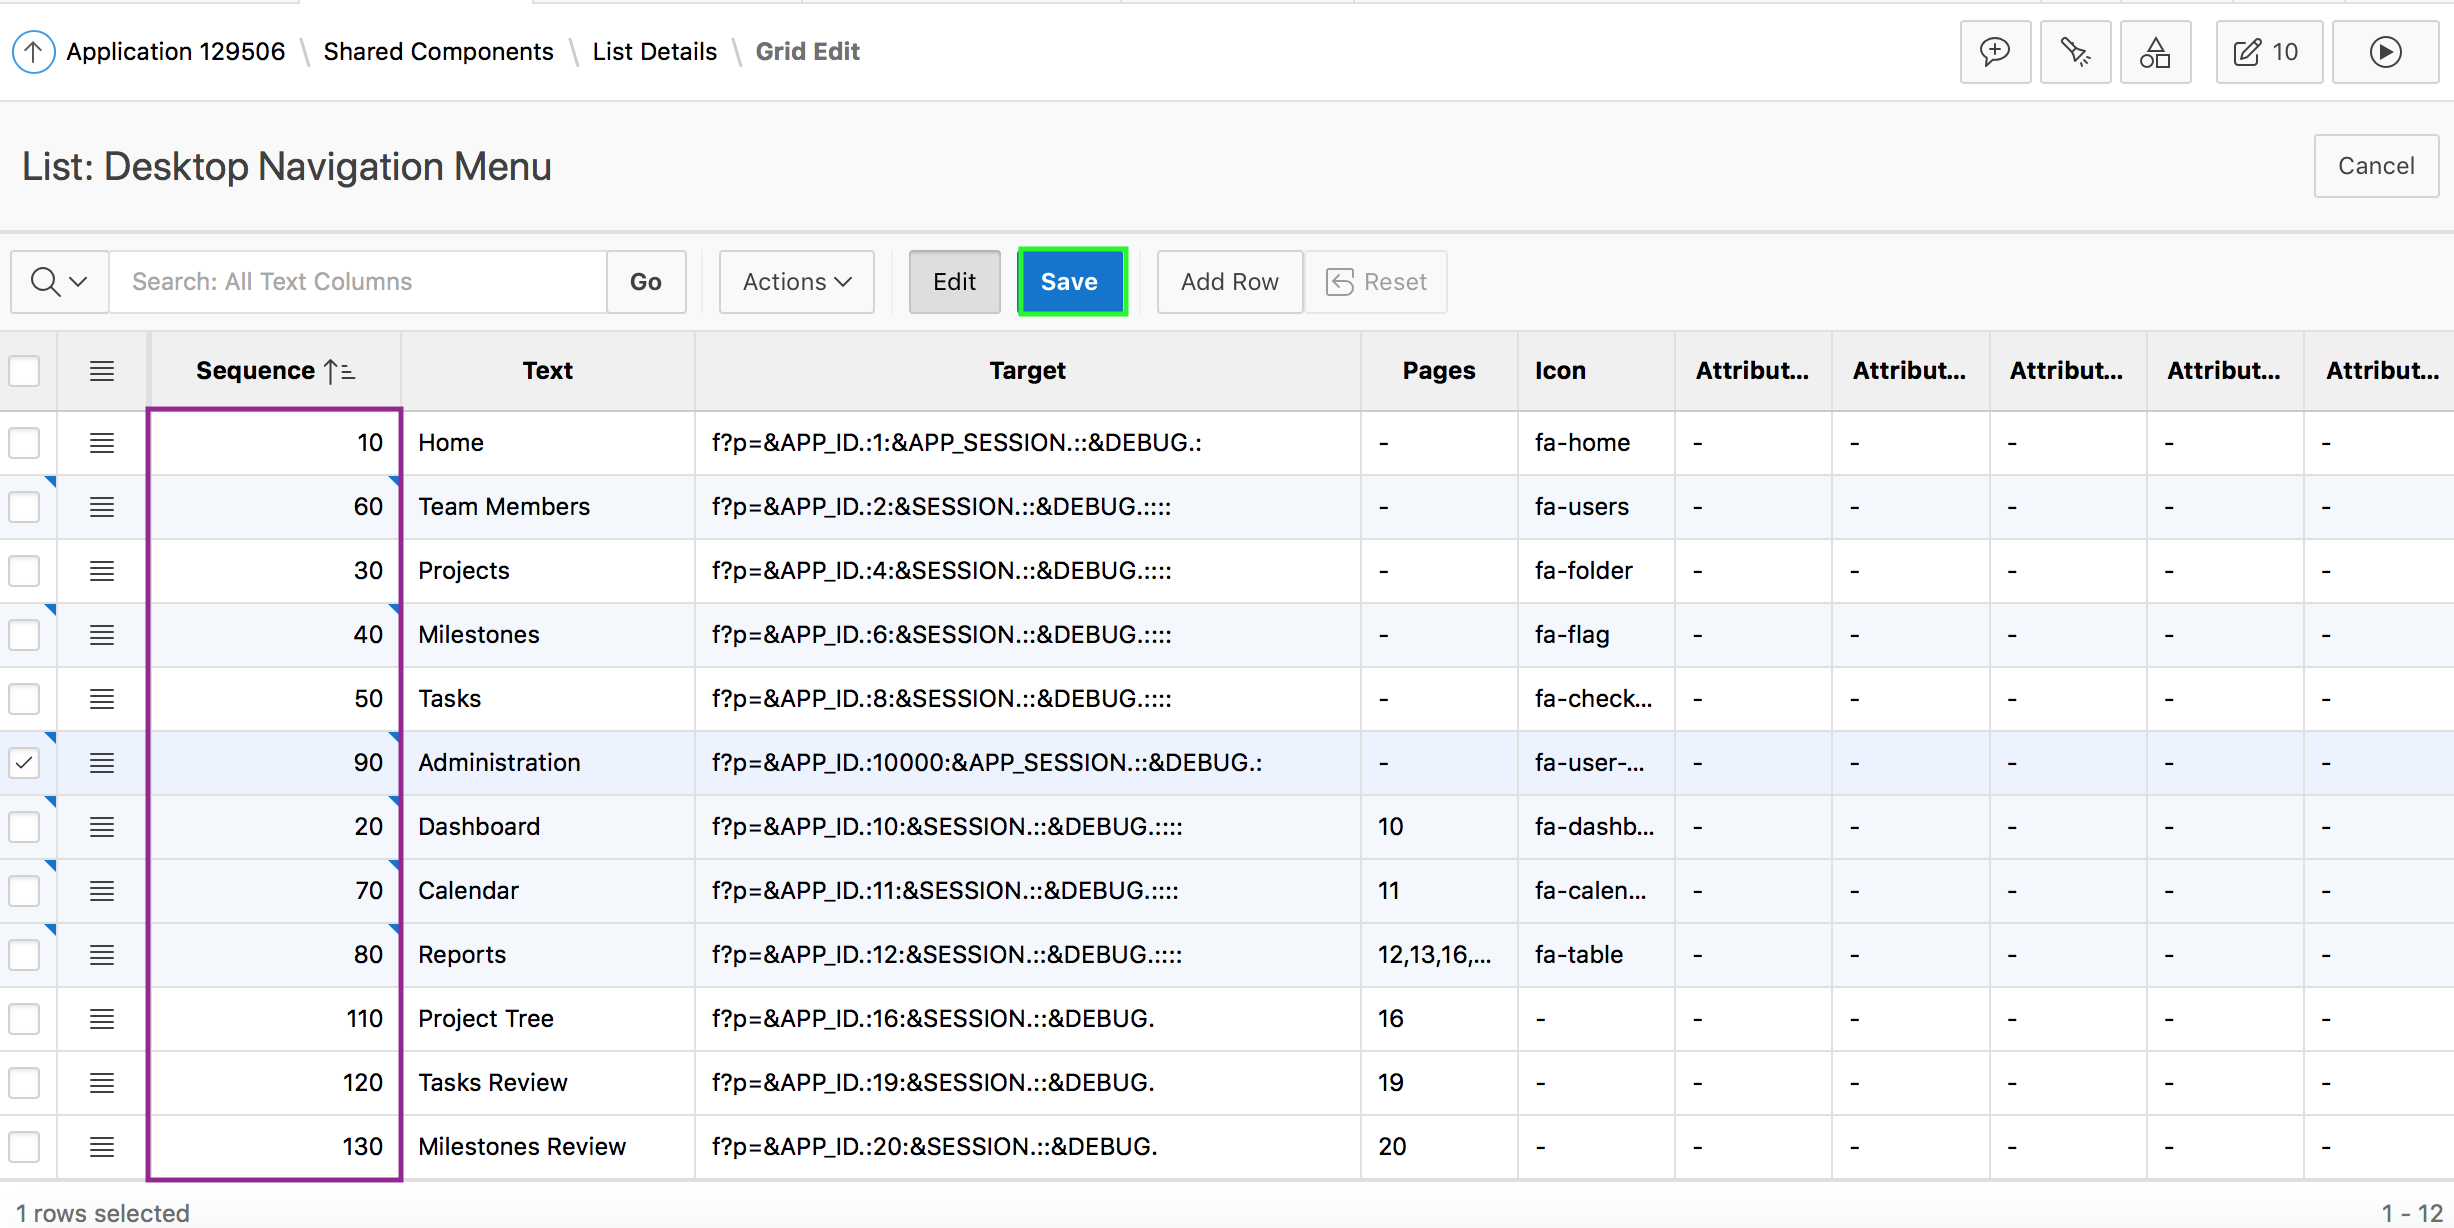 Application 129506 \ Shared Components \ List Details \ Grid Edit 10
List: Desktop Navigation Menu Cancel
Search: All Text Columns Go Actions Edit Save Add Row Reset
Sequence Text Target Pages Icon Attribut... Attribut... Attribut... Attribut... Attribut...
10 Home f?p=&APP_ID.:1:&APP_SESSION.::&DEBUG.: - fa-home - - - - -
60 Team Members f?p=&APP_ID.:2:&SESSION.::&DEBUG.:::: - fa-users - - - - -
30 Projects f?p=&APP_ID.:4:&SESSION.::&DEBUG.:::: - fa-folder - - - - -
40 Milestones f?p=&APP_ID.:6:&SESSION.::&DEBUG.:::: - fa-flag - - - - -
50 Tasks f?p=&APP_ID.:8:&SESSION.::&DEBUG.:::: - fa-check... - - - - -
90 Administration f?p=&APP_ID.:10000:&APP_SESSION.::&DEBUG.: - fa-user-... - - - - -
20 Dashboard f?p=&APP_ID.:10:&SESSION.::&DEBUG.:::: 10 fa-dashb... - - - - -
70 Calendar f?p=&APP_ID.:11:&SESSION.::&DEBUG.:::: 11 fa-calen... - - - - -
80 Reports f?p=&APP_ID.:12:&SESSION.::&DEBUG.:::: 12,13,16,... fa-table - - - - -
110 Project Tree f?p=&APP_ID.:16:&SESSION.::&DEBUG. 16 - - - - - -
120 Tasks Review f?p=&APP_ID.:19:&SESSION.::&DEBUG. 19 - - - - - -
130 Milestones Review f?p=&APP_ID.:20:&SESSION.::&DEBUG. 20 - - - - - -
1 rows selected 1 - 12